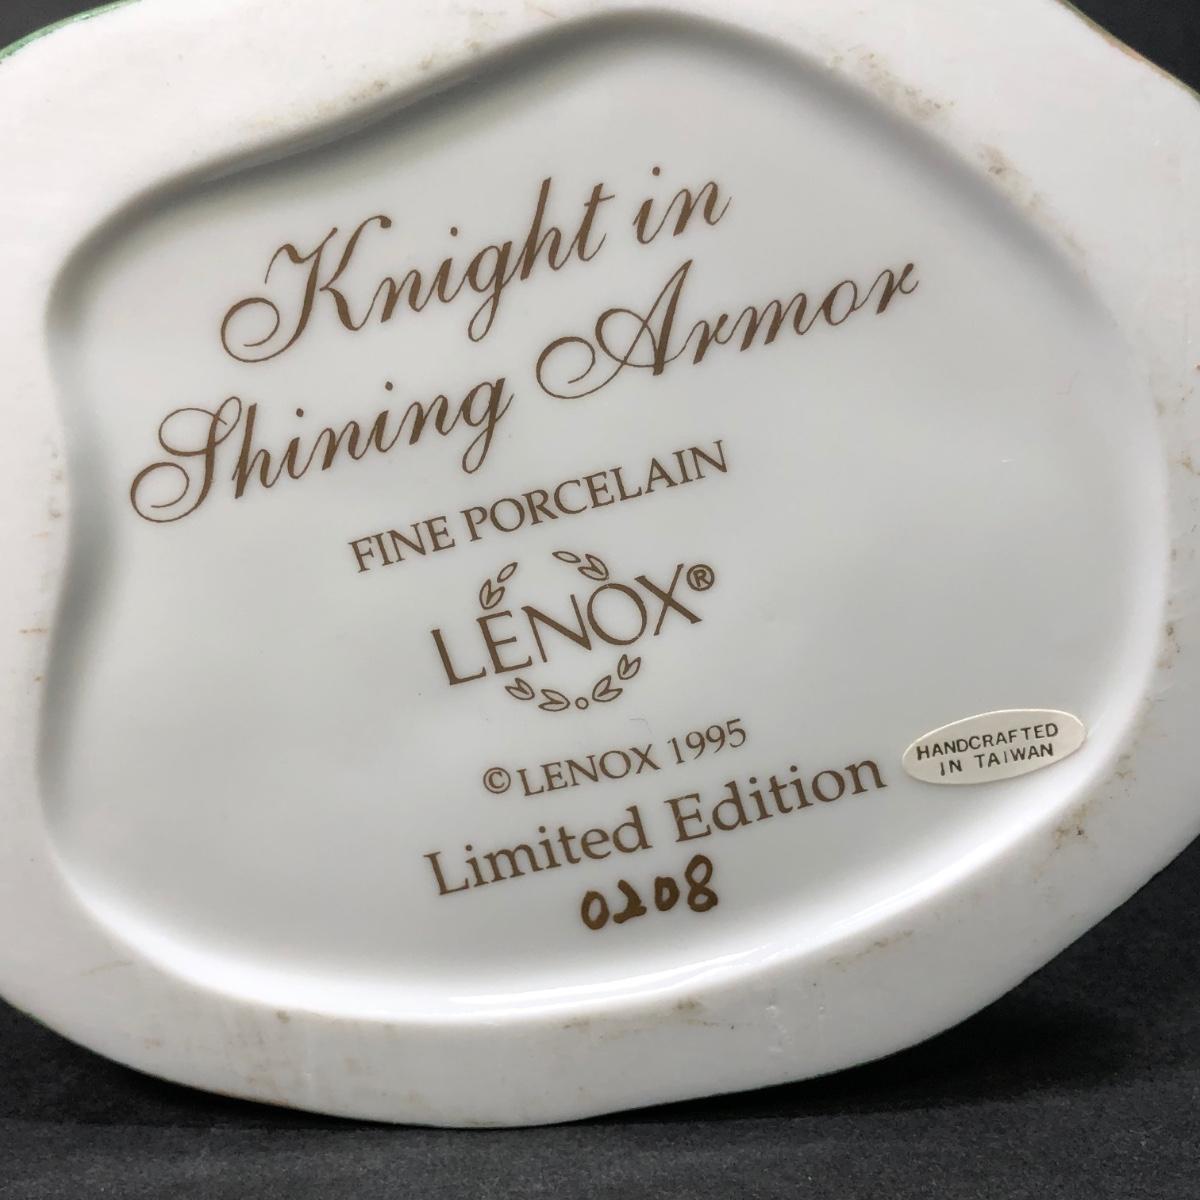 Knight in
Shining Armor
FINE PORCELAIN
LENOX®
©LENOX 1995
Limited Edition
0208
HANDCRAFTED
IN TAIWAN